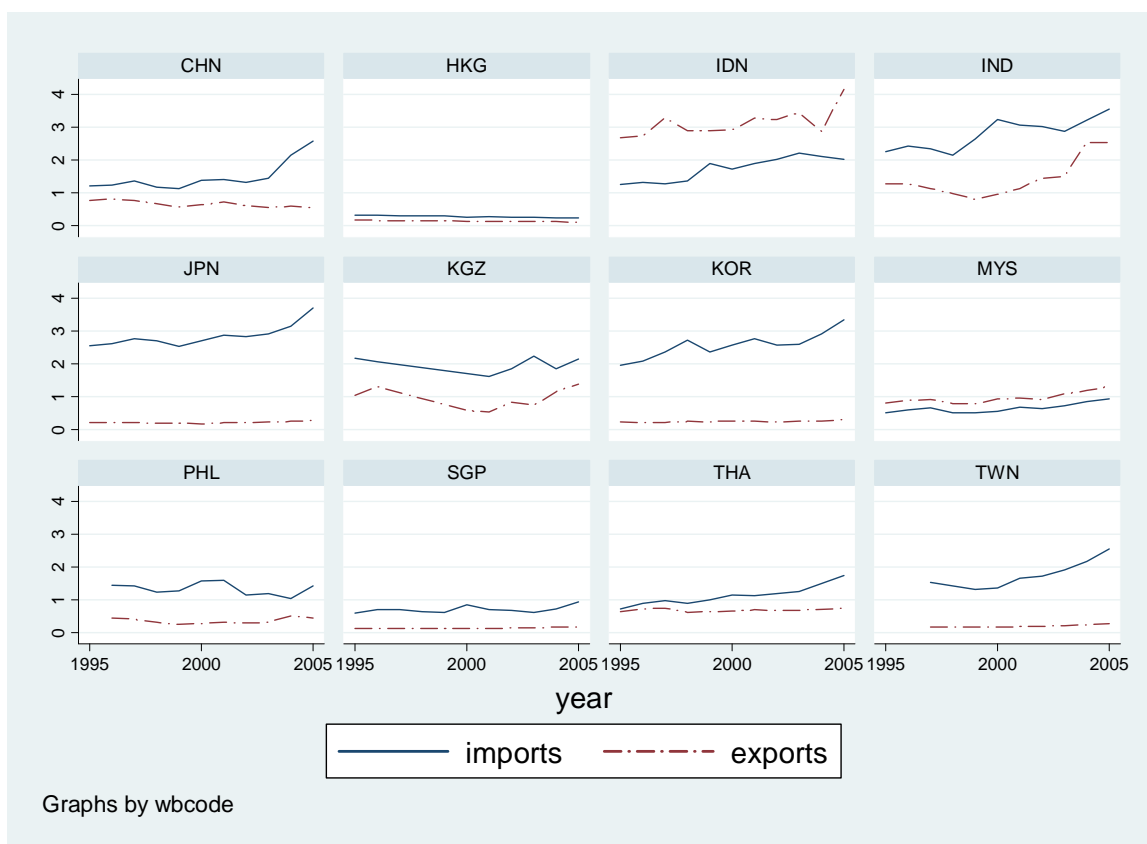 CHN HKG IDN IND
4
3
2
1
0
JPN KGZ KOR MYS
4
3
2
1
0
PHL SGP THA TWN
4
3
2
1
0
1995 2000 2005 1995 2000 2005 1995 2000 2005 1995 2000 2005
year
imports exports
Graphs by wbcode